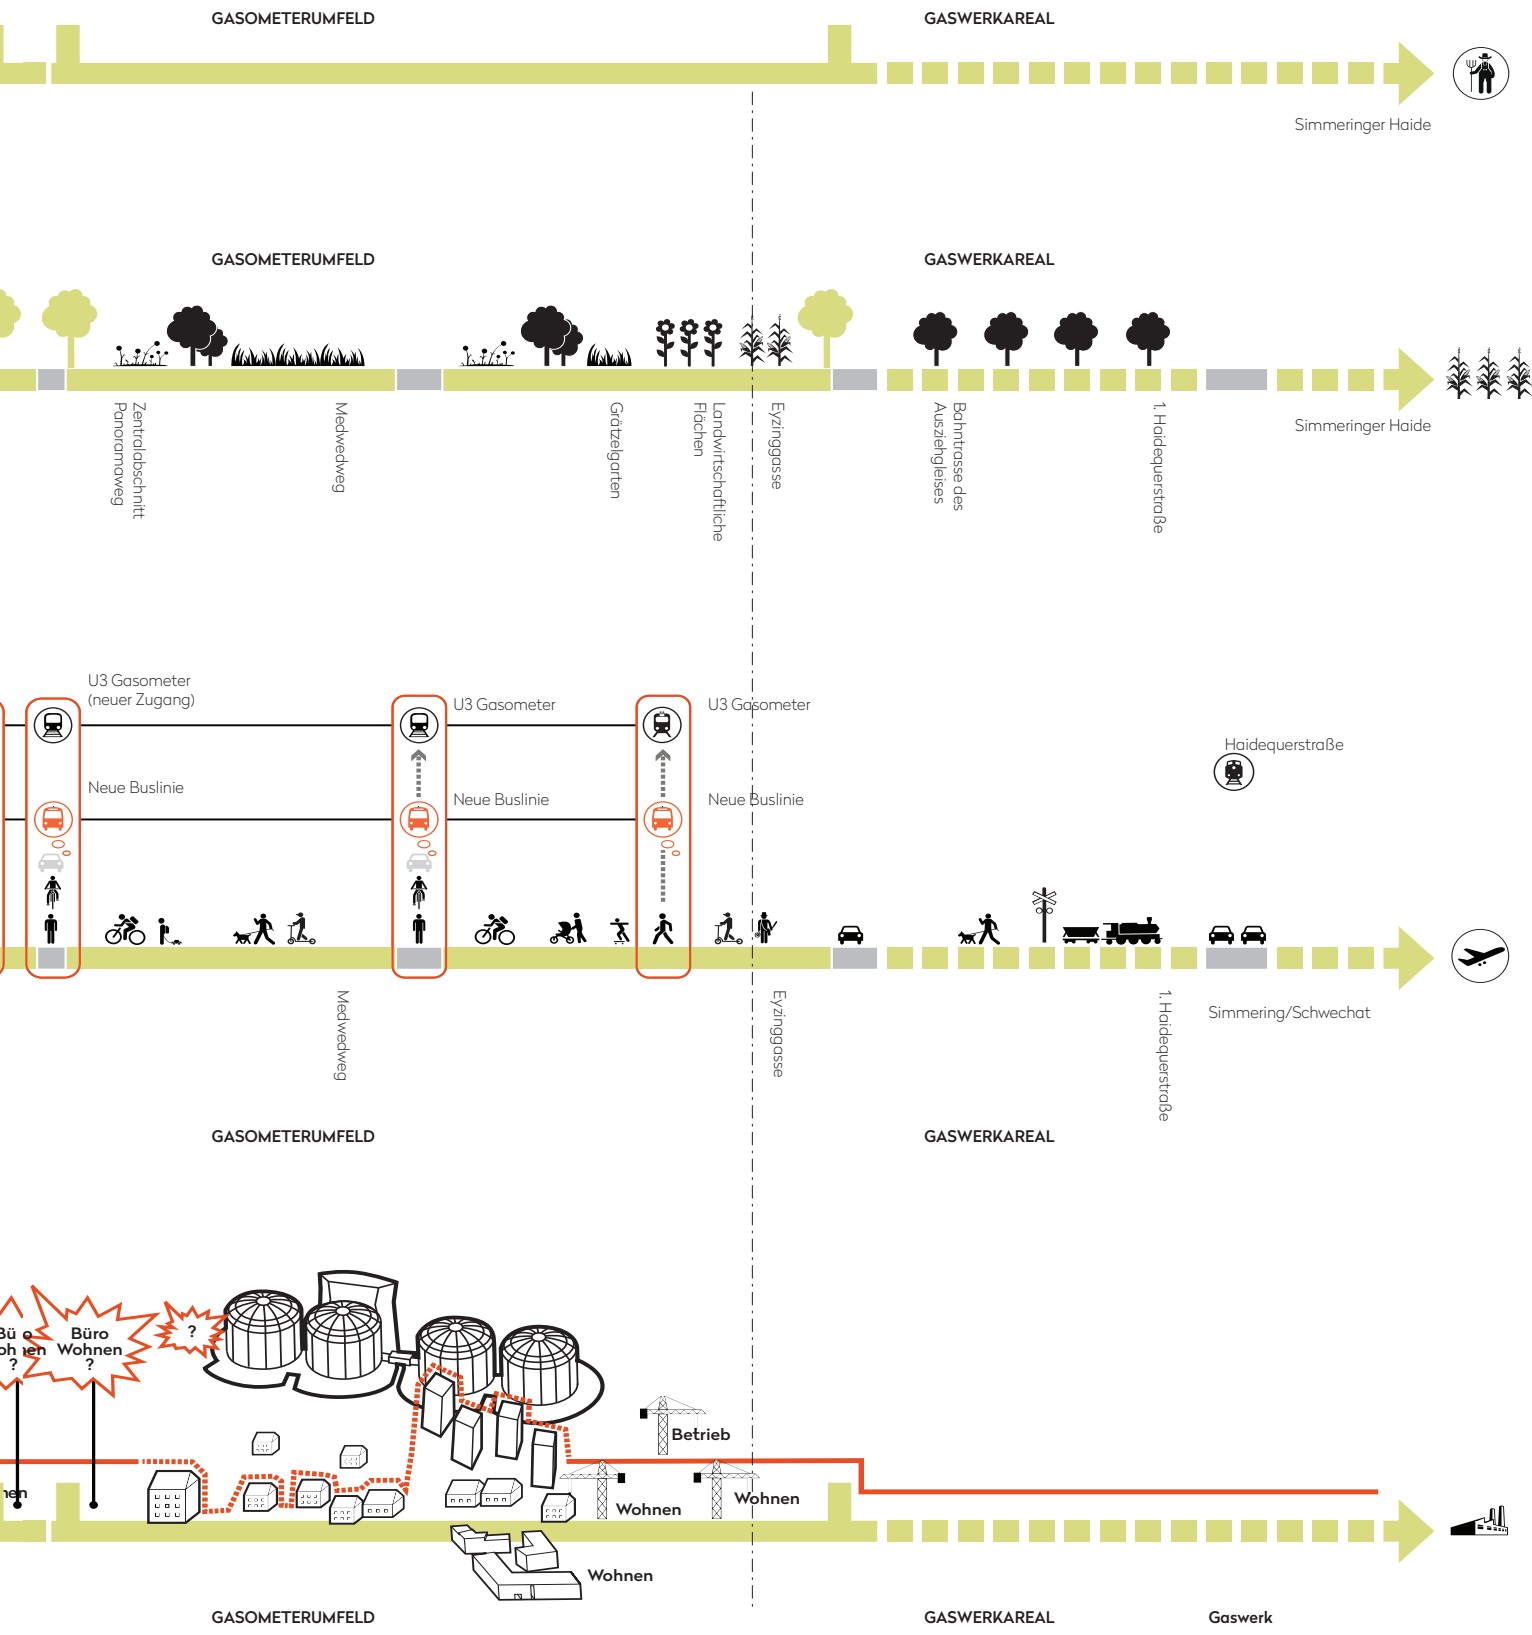 GASOMETERUMFELD
GASWERKAREAL
Simmeringer Haide
GASOMETERUMFELD
GASWERKAREAL
Zentralabschnitt
Panoramaweg
Medwedweg
Grätzelgarten
Landwirtschaftliche
Flächen
Eyzinggasse
Bahntrasse des
Ausziehgleises
1. Haidequerstraße
Simmeringer Haide
U3 Gasometer
(neuer Zugang)
U3 Gasometer
U3 Gasometer
Haidequerstraße
Neue Buslinie
Neue Buslinie
Neue Buslinie
Medwedweg
Eyzinggasse
1. Haidequerstraße
Simmering/Schwechat
GASOMETERUMFELD
GASWERKAREAL
?
Büro
Wohnen
?
?
Betrieb
Wohnen
Wohnen
Wohnen
GASOMETERUMFELD
GASWERKAREAL
Gaswerk